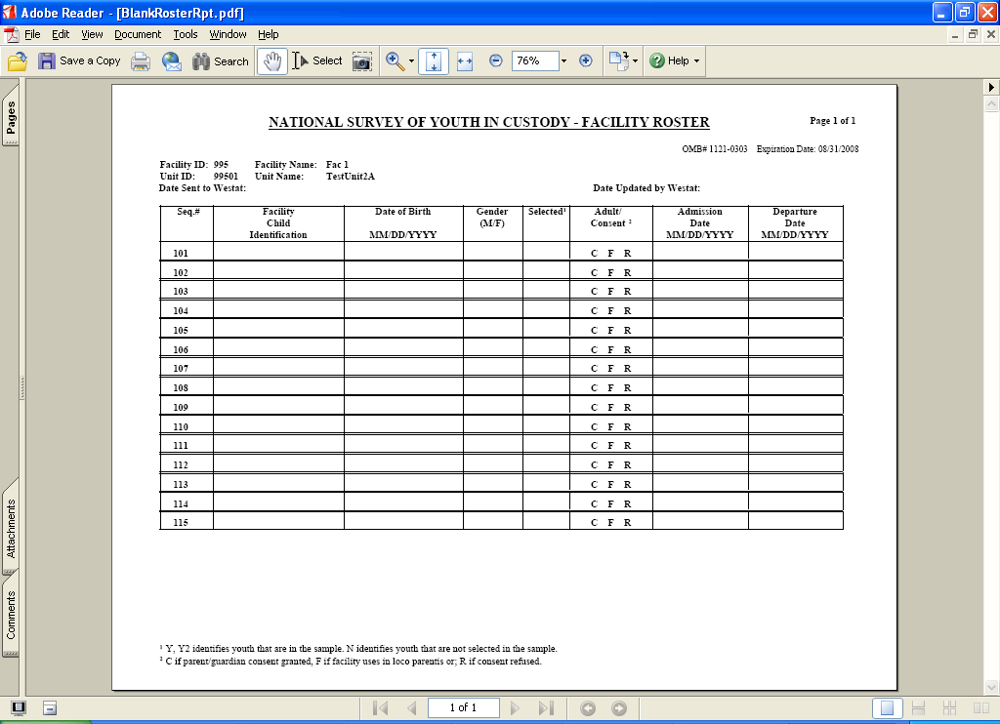 Adobe Reader - [BlankRosterRpt.pdf]
File Edit View Document Tools Window Help
Save a Copy Search Select 76% Help
Pages
Attachments
Comments
NATIONAL SURVEY OF YOUTH IN CUSTODY - FACILITY ROSTER Page 1 of 1
OMB# 1121-0303 Expiration Date: 08/31/2008
Facility ID: 995 Facility Name: Fac 1
Unit ID: 99501 Unit Name: TestUnit2A
Date Sent to Westat: Date Updated by Westat:
Seq.# Facility Date of Birth Gender Selected¹ Adult/ Admission Departure
Child (M/F) Consent ² Date Date
Identification MM/DD/YYYY MM/DD/YYYY MM/DD/YYYY
101 C F R
102 C F R
103 C F R
104 C F R
105 C F R
106 C F R
107 C F R
108 C F R
109 C F R
110 C F R
111 C F R
112 C F R
113 C F R
114 C F R
115 C F R
¹ Y, Y2 identifies youth that are in the sample. N identifies youth that are not selected in the sample.
² C if parent/guardian consent granted, F if facility uses in loco parentis or; R if consent refused.
1 of 1